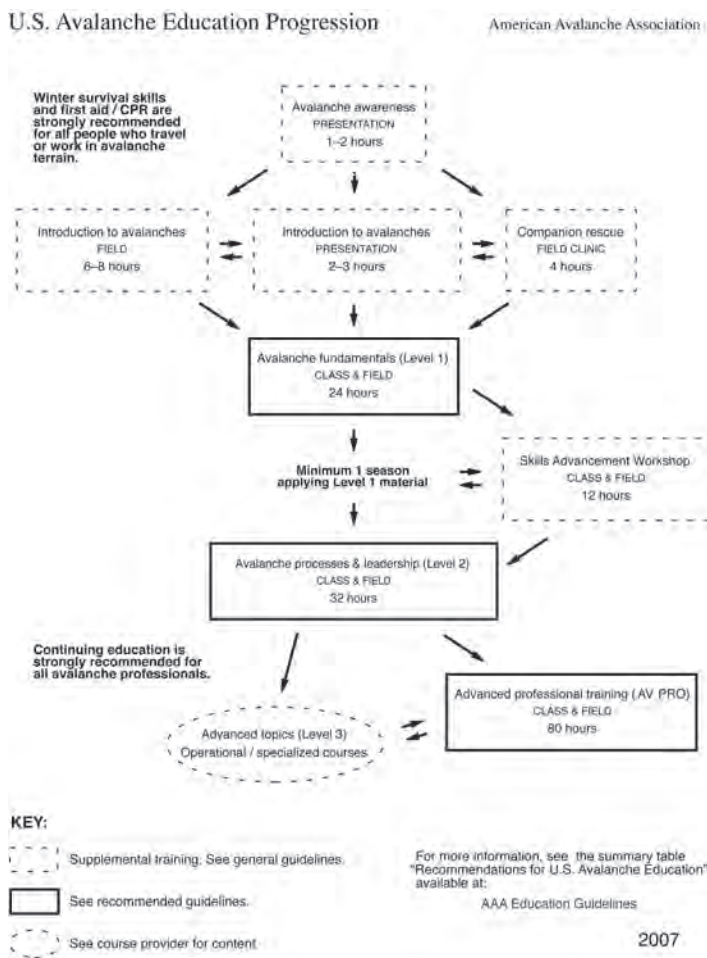 U.S. Avalanche Education Progression
American Avalanche Association
Winter survival skills
and first aid / CPR are
strongly recommended
for all people who travel
or work in avalanche
terrain.
Avalanche awareness
PRESENTATION
1–2 hours
Introduction to avalanches
FIELD
6–8 hours
Introduction to avalanches
PRESENTATION
2–3 hours
Companion rescue
FIELD CLINIC
4 hours
Avalanche fundamentals (Level 1)
CLASS & FIELD
24 hours
Minimum 1 season
applying Level 1 material
Skills Advancement Workshop
CLASS & FIELD
12 hours
Avalanche processes & leadership (Level 2)
CLASS & FIELD
32 hours
Continuing education is
strongly recommended for
all avalanche professionals.
Advanced topics (Level 3)
Operational / specialized courses
Advanced professional training (AV PRO)
CLASS & FIELD
80 hours
KEY:
Supplemental training. See general guidelines.
See recommended guidelines.
See course provider for content
For more information, see the summary table
"Recommendations for U.S. Avalanche Education"
available at:
AAA Education Guidelines
2007